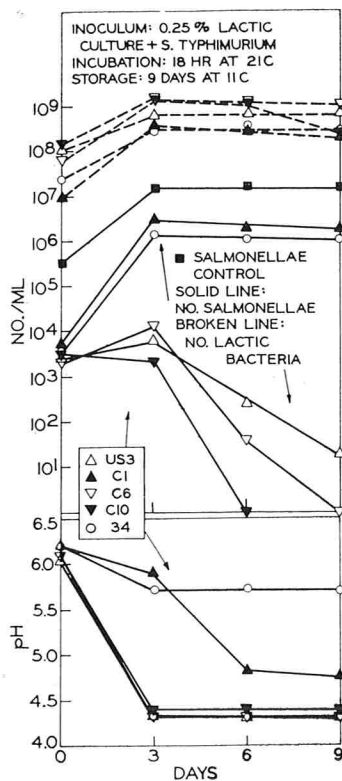 INOCULUM: 0.25 % LACTIC
CULTURE + S. TYPHIMURIUM
INCUBATION: 18 HR AT 21C
STORAGE: 9 DAYS AT 11C
10⁹
10⁸
10⁷
10⁶
10⁵
10⁴
10³
10²
10¹
NO./ML
SALMONELLAE
CONTROL
SOLID LINE:
NO. SALMONELLAE
BROKEN LINE:
NO. LACTIC
BACTERIA
US3
C1
C6
C10
34
6.5
6.0
5.5
5.0
4.5
4.0
pH
0
3
6
9
DAYS